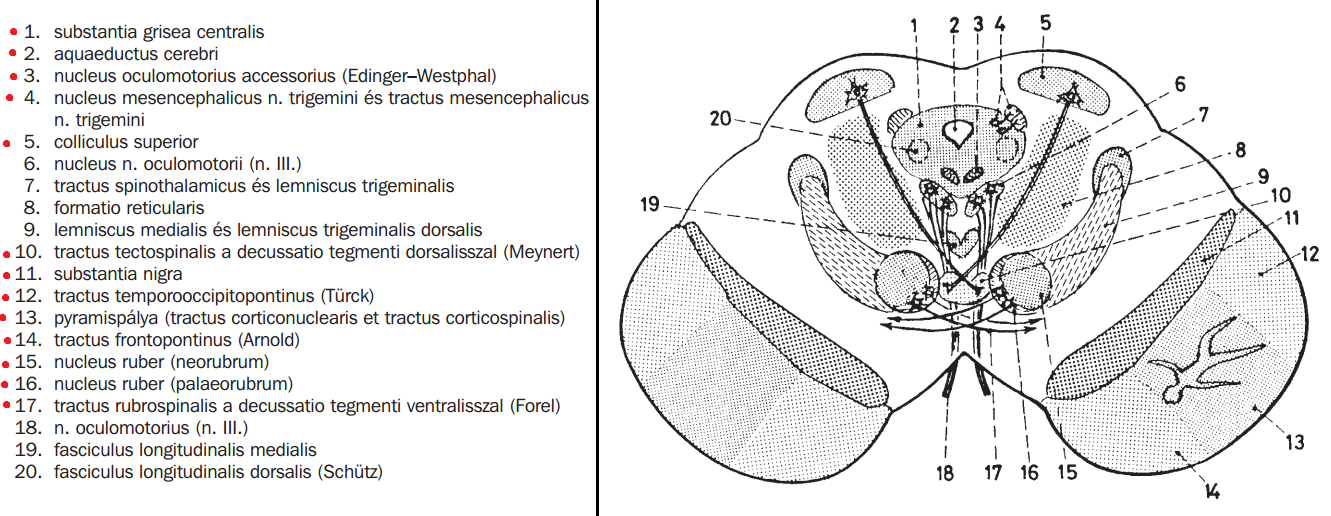 1. substantia grisea centralis
2. aquaeductus cerebri
3. nucleus oculomotorius accessorius (Edinger–Westphal)
4. nucleus mesencephalicus n. trigemini és tractus mesencephalicus
n. trigemini
5. colliculus superior
6. nucleus n. oculomotorii (n. III.)
7. tractus spinothalamicus és lemniscus trigeminalis
8. formatio reticularis
9. lemniscus medialis és lemniscus trigeminalis dorsalis
10. tractus tectospinalis a decussatio tegmenti dorsalisszal (Meynert)
11. substantia nigra
12. tractus temporooccipitopontinus (Türck)
13. pyramispálya (tractus corticonuclearis et tractus corticospinalis)
14. tractus frontopontinus (Arnold)
15. nucleus ruber (neorubrum)
16. nucleus ruber (palaeorubrum)
17. tractus rubrospinalis a decussatio tegmenti ventralisszal (Forel)
18. n. oculomotorius (n. III.)
19. fasciculus longitudinalis medialis
20. fasciculus longitudinalis dorsalis (Schütz)
1 2 3 4 5
6
7
20
8
9
19
10
11
12
13
18 17 16 15
14